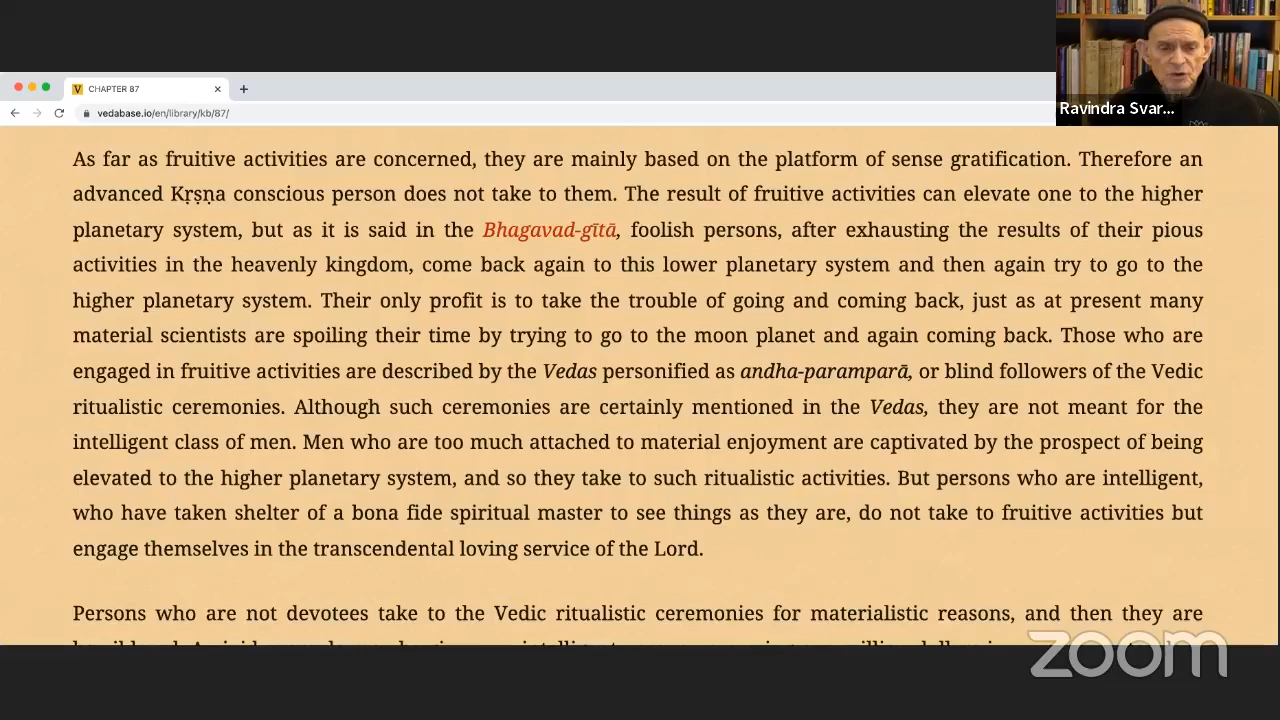 CHAPTER 87
vedabase.io/en/library/kb/87/
Ravindra Svar...
As far as fruitive activities are concerned, they are mainly based on the platform of sense gratification. Therefore an
advanced Kṛṣṇa conscious person does not take to them. The result of fruitive activities can elevate one to the higher
planetary system, but as it is said in the Bhagavad-gītā, foolish persons, after exhausting the results of their pious
activities in the heavenly kingdom, come back again to this lower planetary system and then again try to go to the
higher planetary system. Their only profit is to take the trouble of going and coming back, just as at present many
material scientists are spoiling their time by trying to go to the moon planet and again coming back. Those who are
engaged in fruitive activities are described by the Vedas personified as andha-paramparā, or blind followers of the Vedic
ritualistic ceremonies. Although such ceremonies are certainly mentioned in the Vedas, they are not meant for the
intelligent class of men. Men who are too much attached to material enjoyment are captivated by the prospect of being
elevated to the higher planetary system, and so they take to such ritualistic activities. But persons who are intelligent,
who have taken shelter of a bona fide spiritual master to see things as they are, do not take to fruitive activities but
engage themselves in the transcendental loving service of the Lord.
Persons who are not devotees take to the Vedic ritualistic ceremonies for materialistic reasons, and then they are
zoom